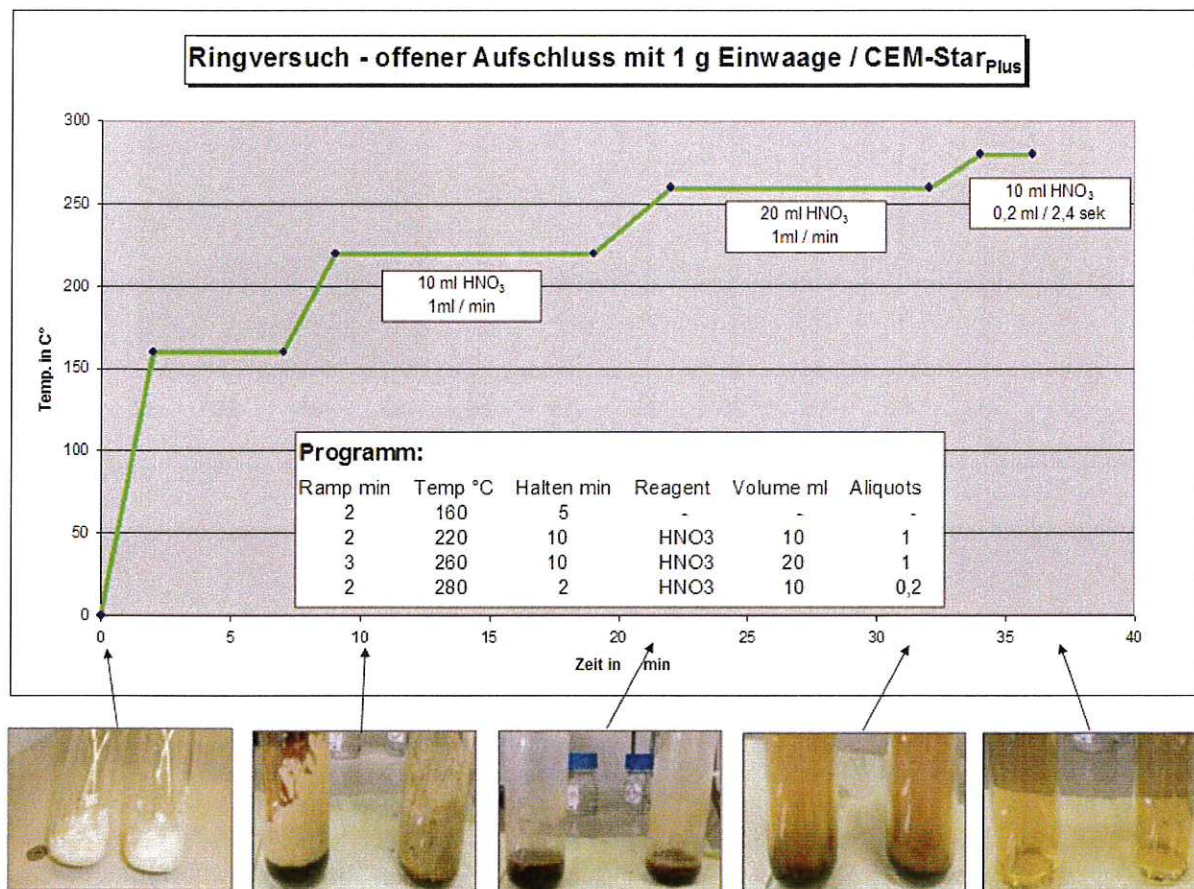 Ringversuch - offener Aufschluss mit 1 g Einwaage / CEM-StarPlus
300
250
200
150
100
50
0
Temp. in C°
10 ml HNO3
1ml / min
20 ml HNO3
1ml / min
10 ml HNO3
0,2 ml / 2,4 sek
Programm:
Ramp min Temp °C Halten min Reagent Volume ml Aliquots
2 160 5 - - -
2 220 10 HNO3 10 1
3 260 10 HNO3 20 1
2 280 2 HNO3 10 0,2
0 5 10 15 20 25 30 35 40
Zeit in min